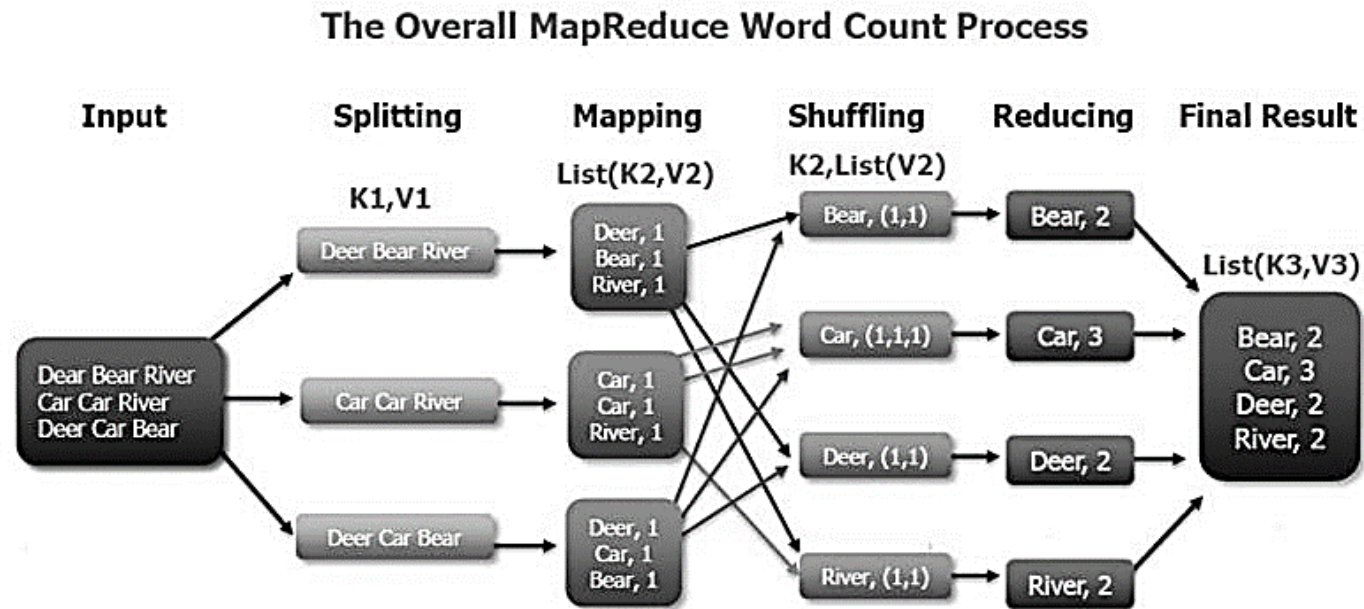 The Overall MapReduce Word Count Process
Input
Splitting
Mapping
Shuffling
Reducing
Final Result
K1,V1
List(K2,V2)
K2,List(V2)
List(K3,V3)
Dear Bear River
Car Car River
Deer Car Bear
Deer Bear River
Car Car River
Deer Car Bear
Deer, 1
Bear, 1
River, 1
Car, 1
Car, 1
River, 1
Deer, 1
Car, 1
Bear, 1
Bear, (1,1)
Car, (1,1,1)
Deer, (1,1)
River, (1,1)
Bear, 2
Car, 3
Deer, 2
River, 2
Bear, 2
Car, 3
Deer, 2
River, 2